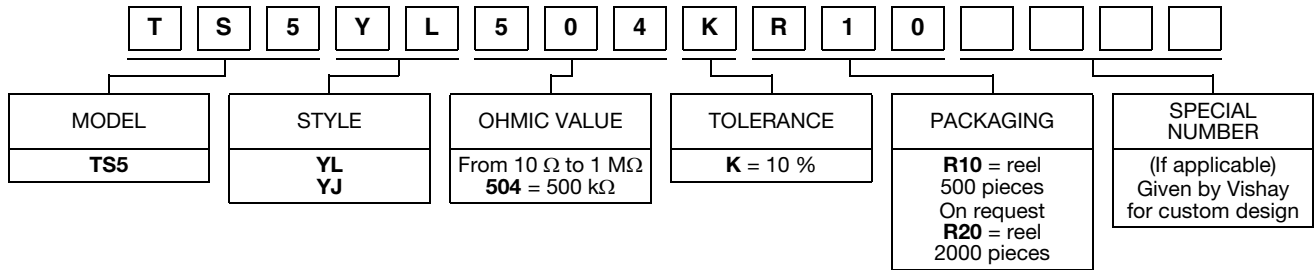 T S 5 Y L 5 0 4 K R 1 0
MODEL
TS5
STYLE
YL
YJ
OHMIC VALUE
From 10 Ω to 1 MΩ
504 = 500 kΩ
TOLERANCE
K = 10 %
PACKAGING
R10 = reel
500 pieces
On request
R20 = reel
2000 pieces
SPECIAL
NUMBER
(If applicable)
Given by Vishay
for custom design